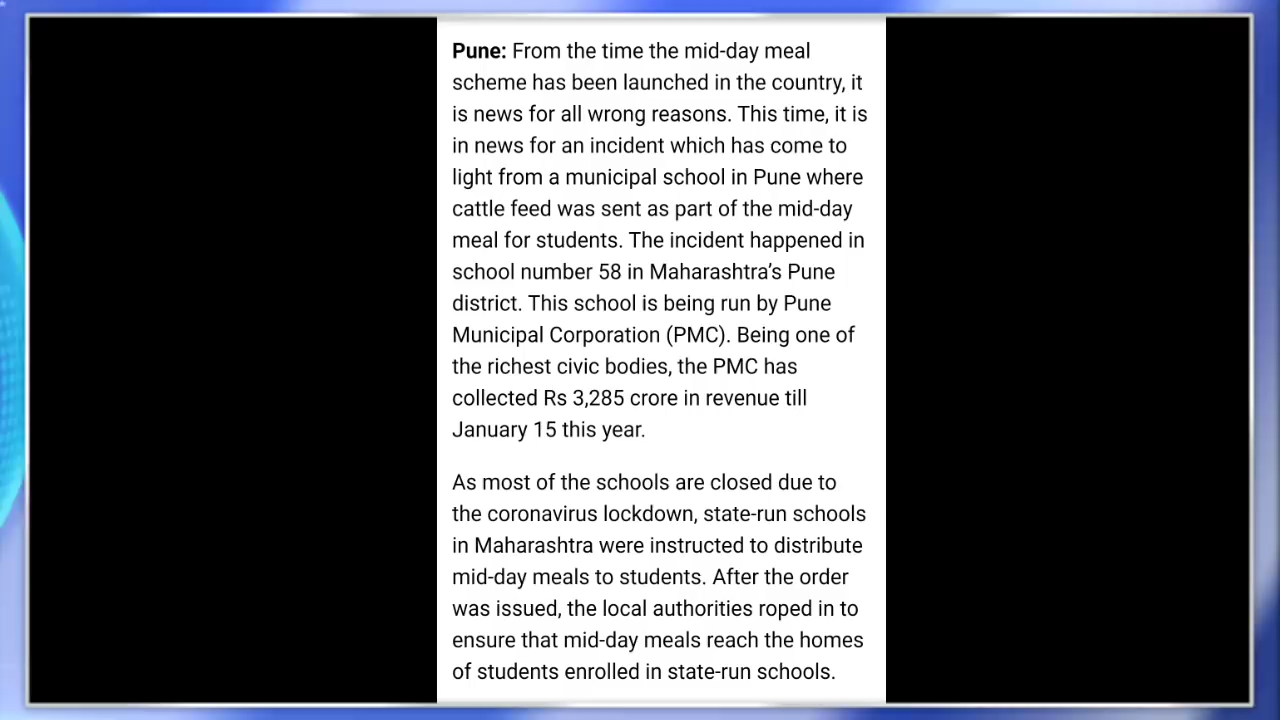 Pune: From the time the mid-day meal
scheme has been launched in the country, it
is news for all wrong reasons. This time, it is
in news for an incident which has come to
light from a municipal school in Pune where
cattle feed was sent as part of the mid-day
meal for students. The incident happened in
school number 58 in Maharashtra’s Pune
district. This school is being run by Pune
Municipal Corporation (PMC). Being one of
the richest civic bodies, the PMC has
collected Rs 3,285 crore in revenue till
January 15 this year.
As most of the schools are closed due to
the coronavirus lockdown, state-run schools
in Maharashtra were instructed to distribute
mid-day meals to students. After the order
was issued, the local authorities roped in to
ensure that mid-day meals reach the homes
of students enrolled in state-run schools.